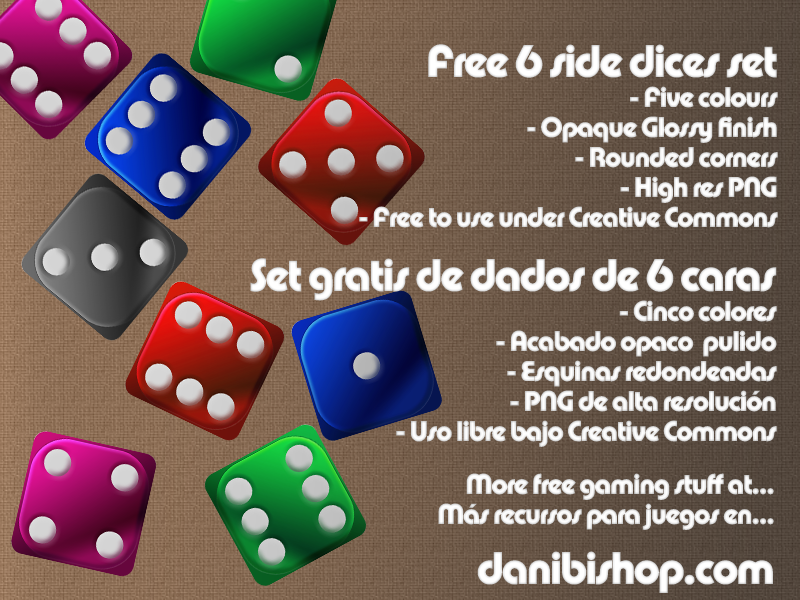 Free 6 side dices set
- Five colours
- Opaque Glossy finish
- Rounded corners
- High res PNG
- Free to use under Creative Commons
Set gratis de dados de 6 caras
- Cinco colores
- Acabado opaco pulido
- Esquinas redondeadas
- PNG de alta resolución
- Uso libre bajo Creative Commons
More free gaming stuff at...
Más recursos para juegos en...
danibishop.com